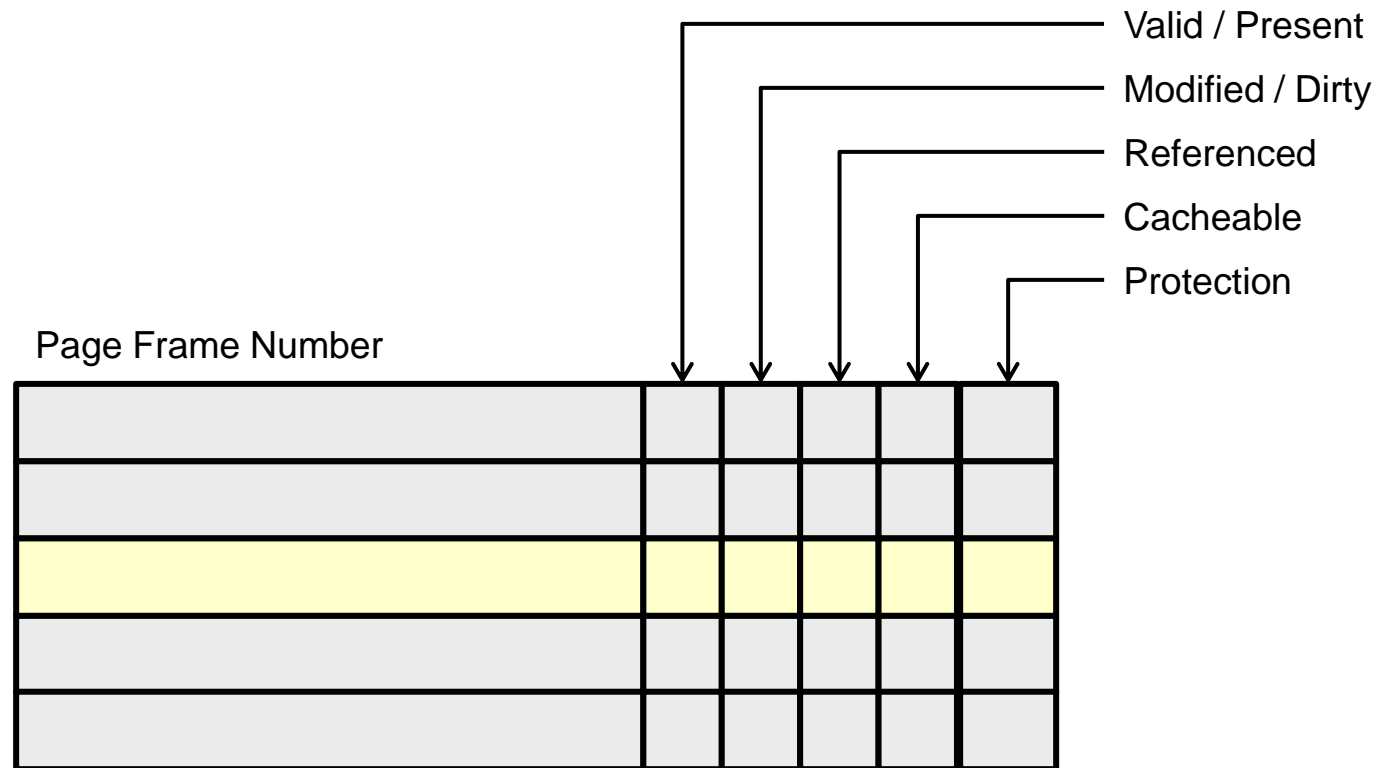 Valid / Present
Modified / Dirty
Referenced
Cacheable
Protection
Page Frame Number